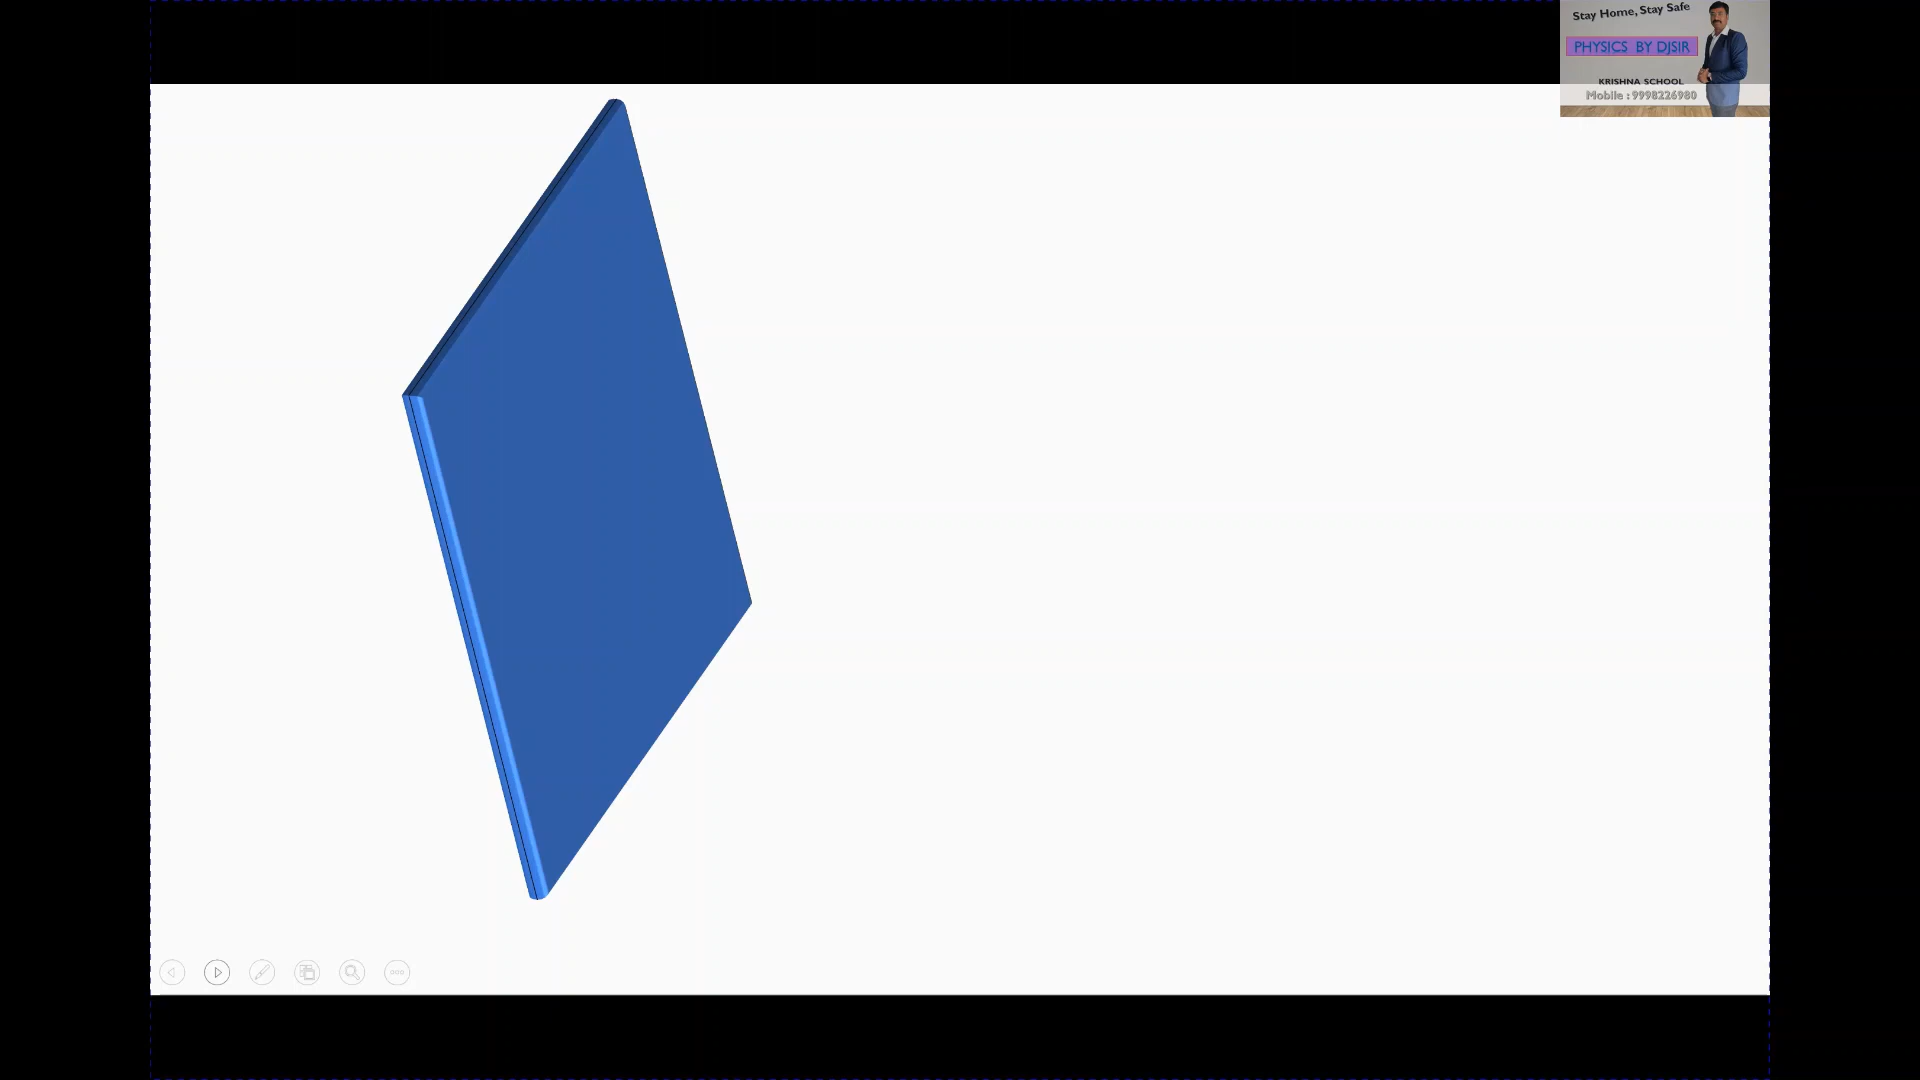 Stay Home, Stay Safe
PHYSICS BY DJSIR
KRISHNA SCHOOL
Mobile : 9998226980